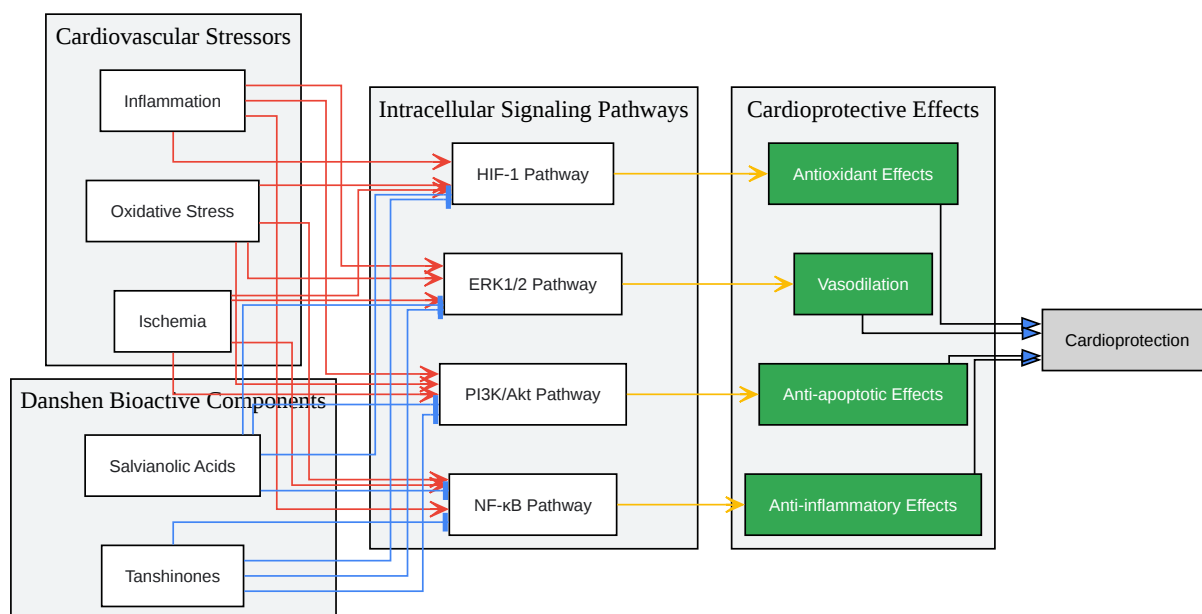 Cardiovascular Stressors
Inflammation
Oxidative Stress
Ischemia
Danshen Bioactive Components
Salvianolic Acids
Tanshinones
Intracellular Signaling Pathways
HIF-1 Pathway
ERK1/2 Pathway
PI3K/Akt Pathway
NF-κB Pathway
Cardioprotective Effects
Antioxidant Effects
Vasodilation
Anti-apoptotic Effects
Anti-inflammatory Effects
Cardioprotection